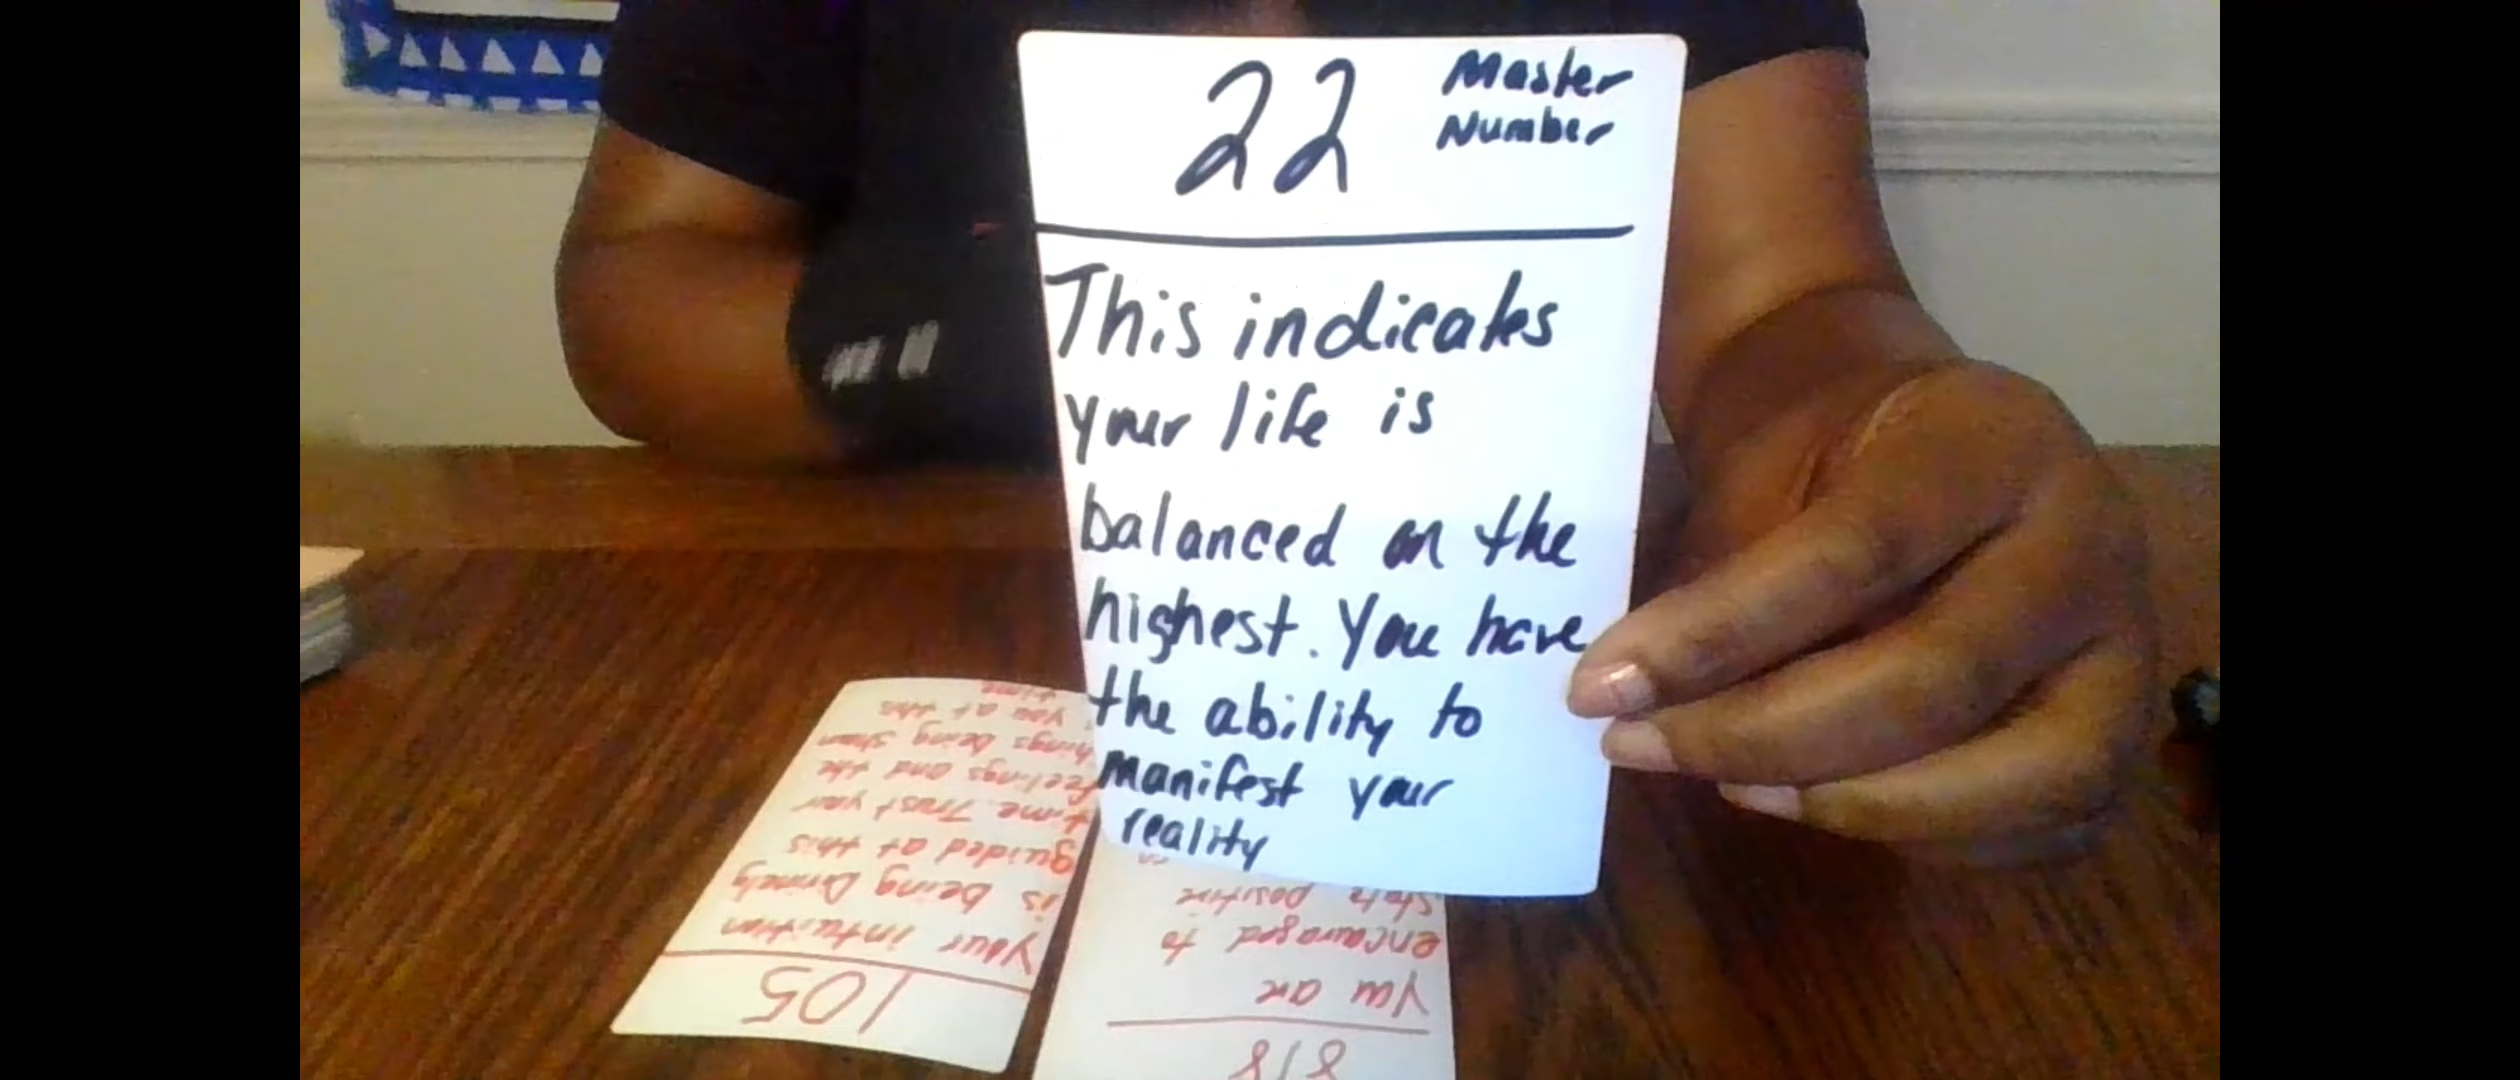 22
Master
Number
This indicates
your life is
balanced on the
highest. You have
the ability to
manifest your
reality
105
your intuition
is being Divinely
guided at this
time. Trust your
feelings and the
things being shown
you at this
time
818
You are
encouraged to
state positive